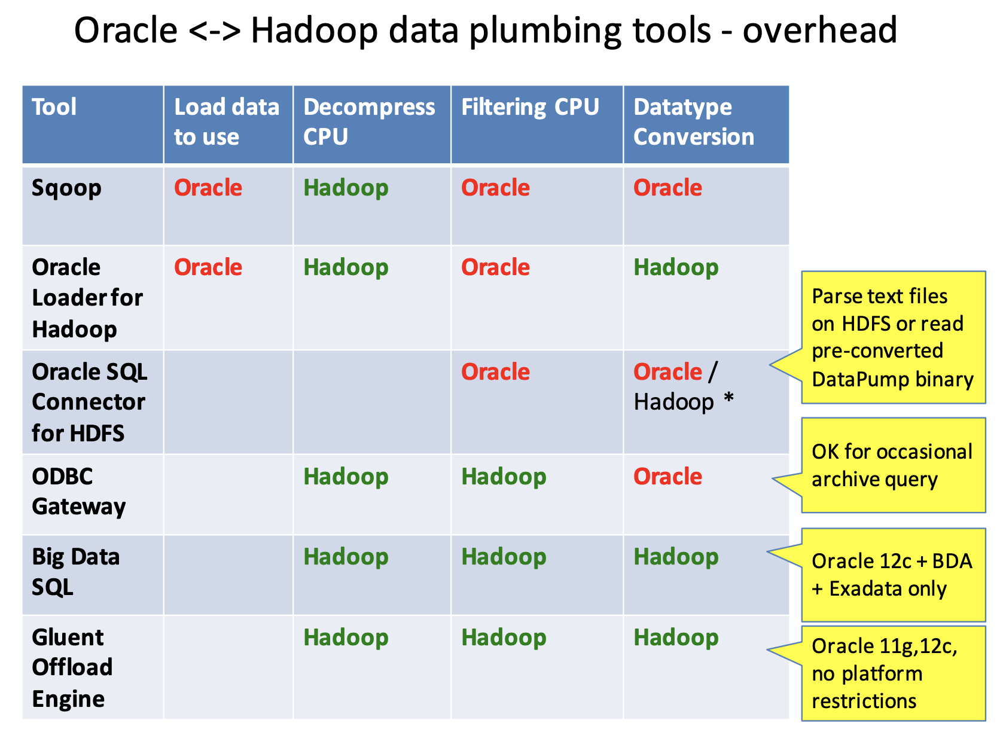 Oracle <-> Hadoop data plumbing tools - overhead
Tool
Load data
to use
Decompress
CPU
Filtering CPU
Datatype
Conversion
Sqoop
Oracle
Hadoop
Oracle
Oracle
Oracle
Loader for
Hadoop
Oracle
Hadoop
Oracle
Hadoop
Oracle SQL
Connector
for HDFS
Oracle
Oracle /
Hadoop *
Parse text files
on HDFS or read
pre-converted
DataPump binary
ODBC
Gateway
Hadoop
Hadoop
Oracle
OK for occasional
archive query
Big Data
SQL
Hadoop
Hadoop
Hadoop
Oracle 12c + BDA
+ Exadata only
Gluent
Offload
Engine
Hadoop
Hadoop
Hadoop
Oracle 11g,12c,
no platform
restrictions